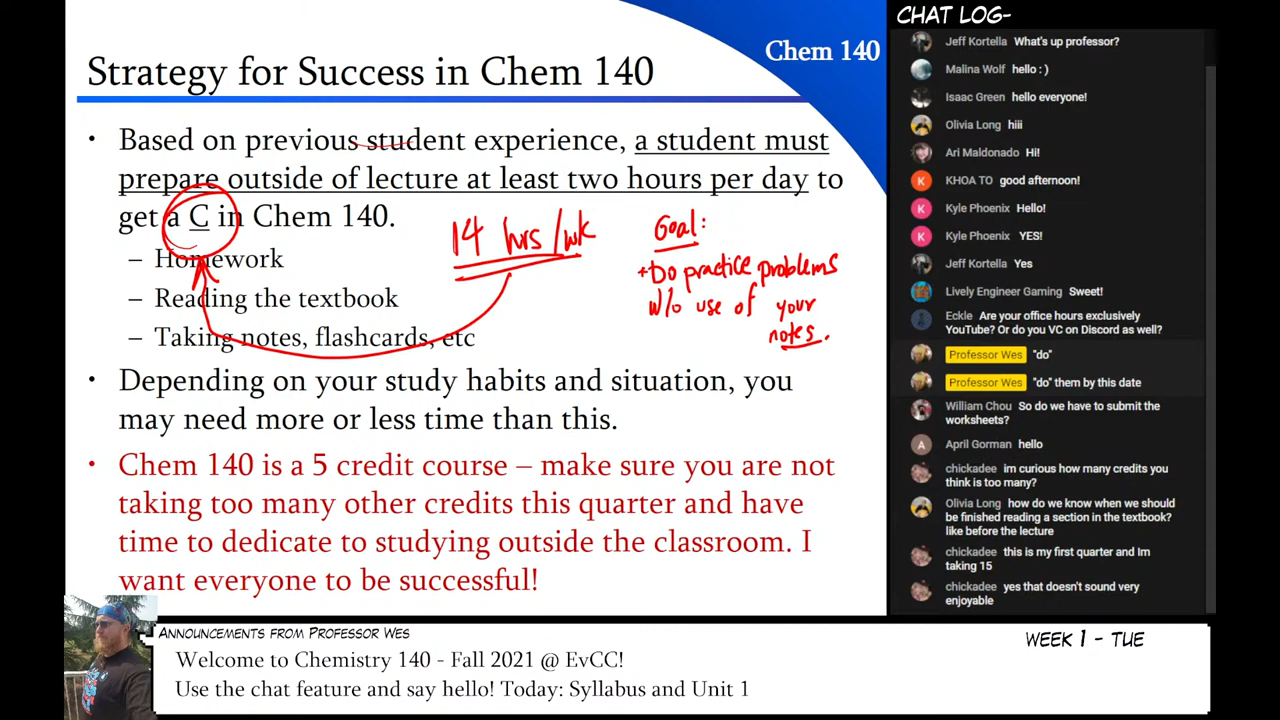 Chem 140
Strategy for Success in Chem 140
• Based on previous student experience, a student must
prepare outside of lecture at least two hours per day to
get a C in Chem 140.
– Homework
– Reading the textbook
– Taking notes, flashcards, etc
14 hrs/wk
Goal:
+Do practice problems
w/o use of your
notes.
• Depending on your study habits and situation, you
may need more or less time than this.
• Chem 140 is a 5 credit course – make sure you are not
taking too many other credits this quarter and have
time to dedicate to studying outside the classroom. I
want everyone to be successful!
CHAT LOG-
Jeff Kortella What's up professor?
Malina Wolf hello : )
Isaac Green hello everyone!
Olivia Long hiii
Ari Maldonado Hi!
K KHOA TO good afternoon!
K Kyle Phoenix Hello!
K Kyle Phoenix YES!
Jeff Kortella Yes
Lively Engineer Gaming Sweet!
Eckle Are your office hours exclusively
YouTube? Or do you VC on Discord as well?
Professor Wes "do"
Professor Wes "do" them by this date
William Chou So do we have to submit the
worksheets?
A April Gorman hello
chickadee im curious how many credits you
think is too many?
Olivia Long how do we know when we should
be finished reading a section in the textbook?
like before the lecture
chickadee this is my first quarter and Im
taking 15
chickadee yes that doesn't sound very
enjoyable
Announcements from Professor Wes
WEEK 1 - TUE
Welcome to Chemistry 140 - Fall 2021 @ EvCC!
Use the chat feature and say hello! Today: Syllabus and Unit 1